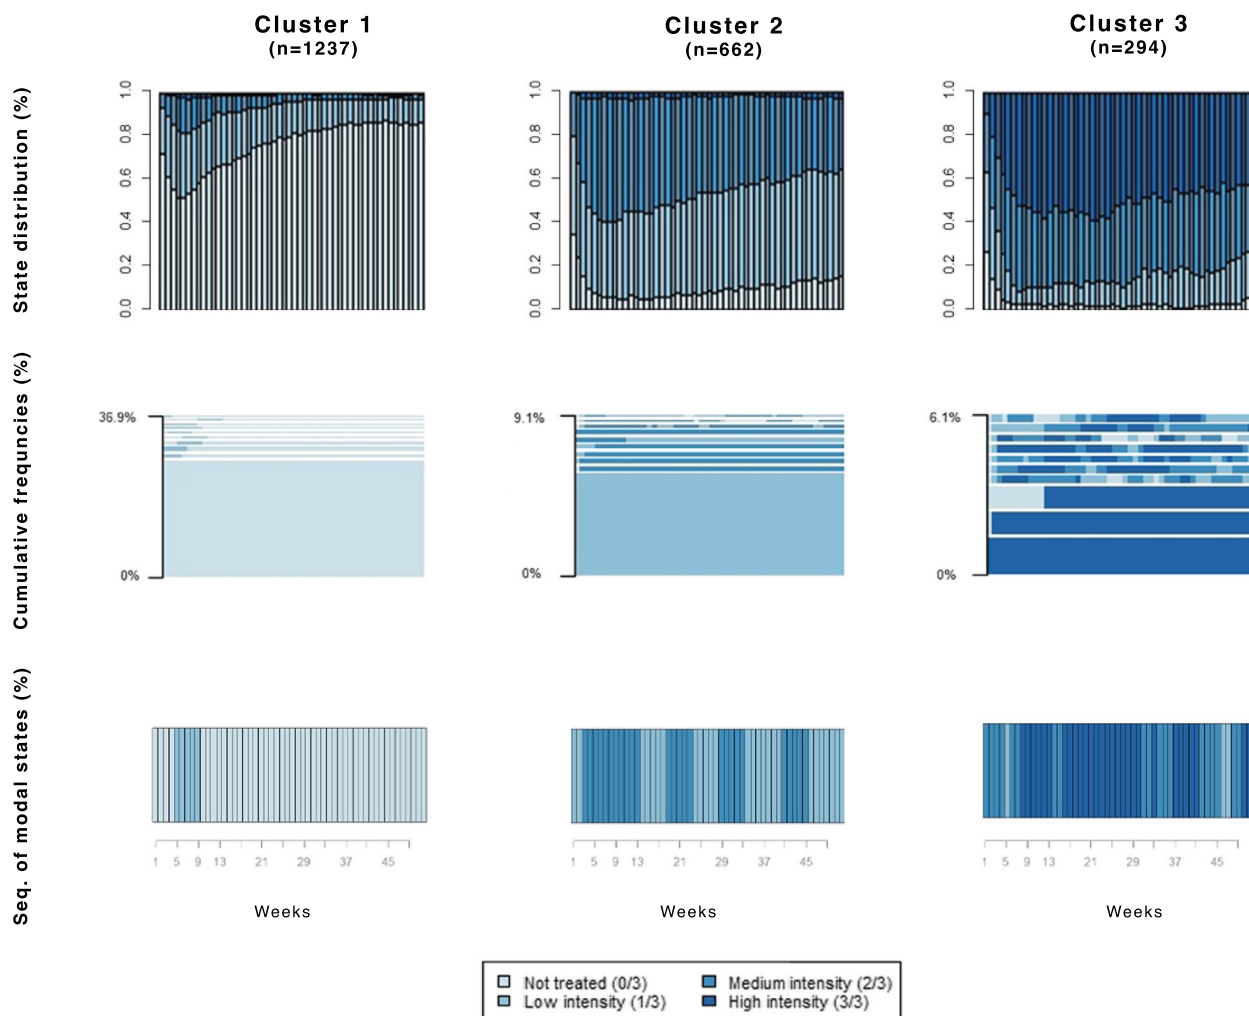 Cluster 1
(n=1237)
Cluster 2
(n=662)
Cluster 3
(n=294)
State distribution (%)
1.0
0.8
0.6
0.4
0.2
0.0
1.0
0.8
0.6
0.4
0.2
0.0
1.0
0.8
0.6
0.4
0.2
0.0
Cumulative frequncies (%)
36.9%
0%
9.1%
0%
6.1%
0%
Seq. of modal states (%)
1 5 9 13 21 29 37 45
1 5 9 13 21 29 37 45
1 5 9 13 21 29 37 45
Weeks
Weeks
Weeks
Not treated (0/3)
Low intensity (1/3)
Medium intensity (2/3)
High intensity (3/3)